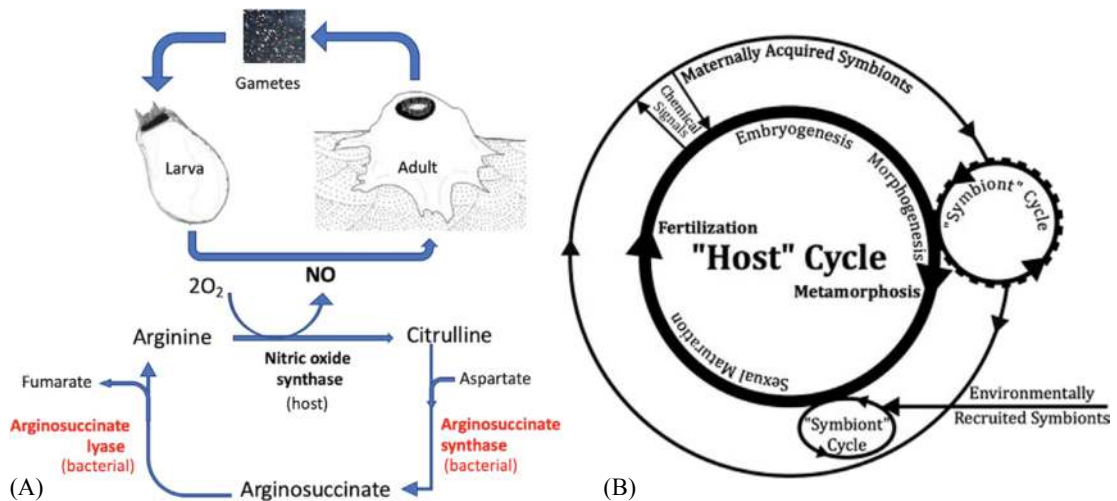 Gametes
Larva
Adult
NO
2O2
Arginine
Citrulline
Nitric oxide
synthase
(host)
Fumarate
Aspartate
Arginosuccinate
lyase
(bacterial)
Arginosuccinate
synthase
(bacterial)
Arginosuccinate
(A)
Maternally Acquired Symbionts
Chemical
Signals
Embryogenesis
Morphogenesis
"Symbiont" Cycle
Fertilization
"Host" Cycle
Metamorphosis
Sexual Maturation
Environmentally
Recruited Symbionts
"Symbiont"
Cycle
(B)